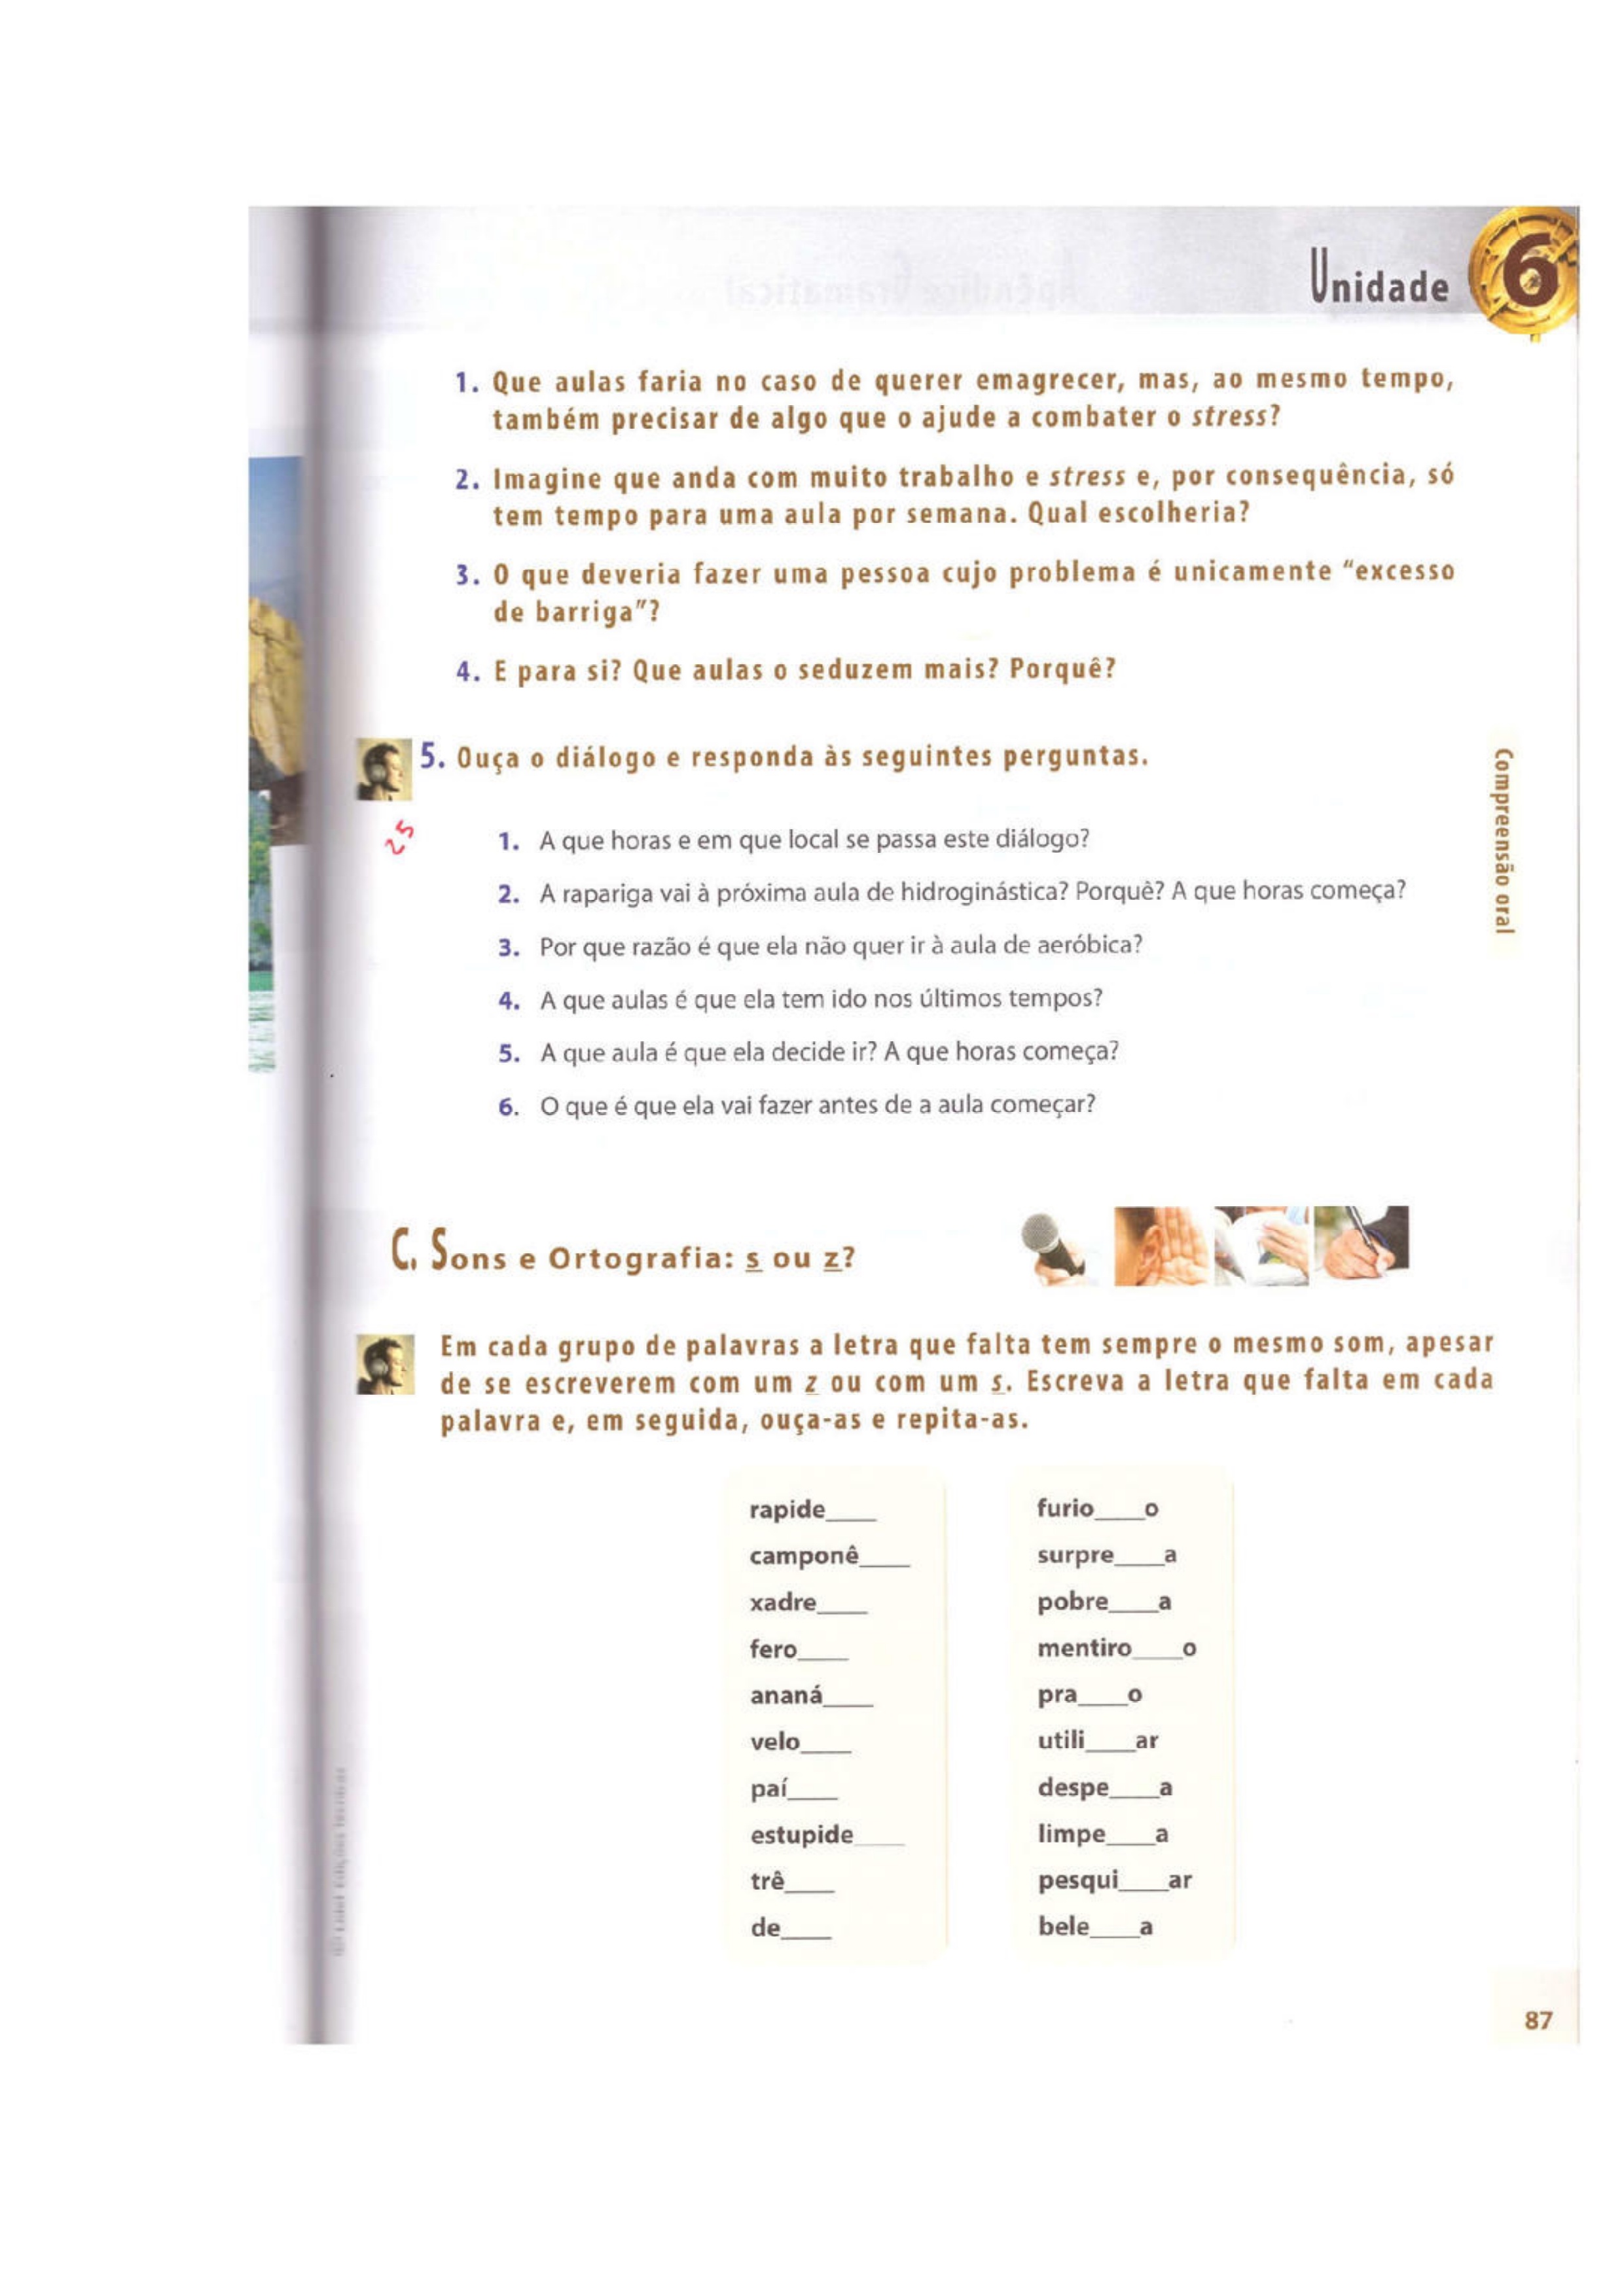 Unidade 6
1. Que aulas faria no caso de querer emagrecer, mas, ao mesmo tempo,
também precisar de algo que o ajude a combater o stress?
2. Imagine que anda com muito trabalho e stress e, por consequência, só
tem tempo para uma aula por semana. Qual escolheria?
3. O que deveria fazer uma pessoa cujo problema é unicamente "excesso
de barriga"?
4. E para si? Que aulas o seduzem mais? Porquê?
5. Ouça o diálogo e responda às seguintes perguntas.
25
1. A que horas e em que local se passa este diálogo?
2. A rapariga vai à próxima aula de hidroginástica? Porquê? A que horas começa?
3. Por que razão é que ela não quer ir à aula de aeróbica?
4. A que aulas é que ela tem ido nos últimos tempos?
5. A que aula é que ela decide ir? A que horas começa?
6. O que é que ela vai fazer antes de a aula começar?
Compreensão oral
C. Sons e Ortografia: s ou z?
Em cada grupo de palavras a letra que falta tem sempre o mesmo som, apesar
de se escreverem com um z ou com um s. Escreva a letra que falta em cada
palavra e, em seguida, ouça-as e repita-as.
rapide____
camponê____
xadre____
fero____
ananá____
velo____
paí____
estupide____
trê____
de____
furio____o
surpre____a
pobre____a
mentiro____o
pra____o
utili____ar
despe____a
limpe____a
pesqui____ar
bele____a
87